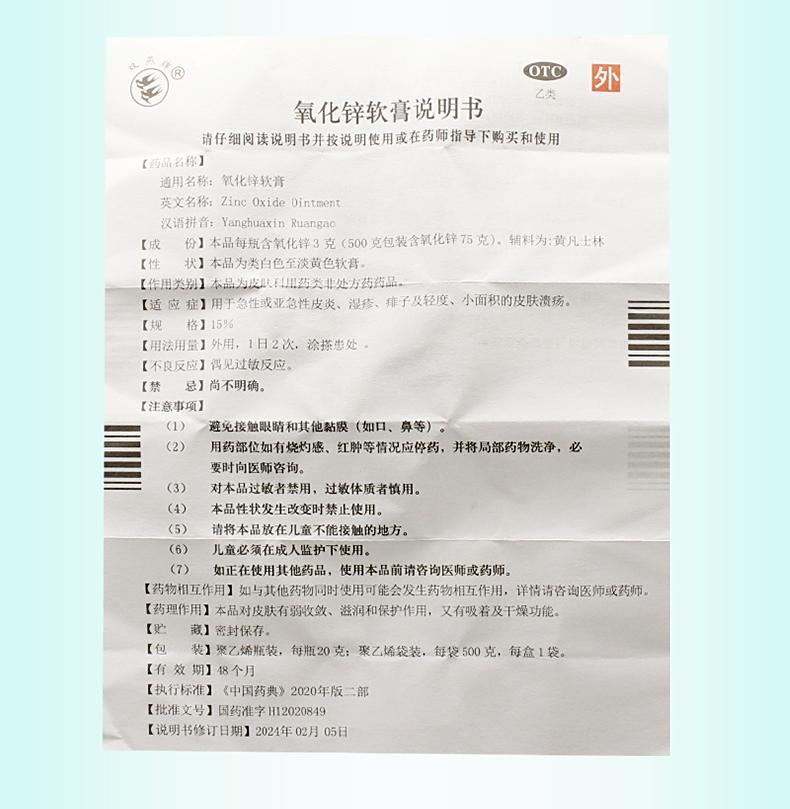 双燕牌®
OTC
乙类
外
氧化锌软膏说明书
请仔细阅读说明书并按说明使用或在药师指导下购买和使用
【药品名称】
通用名称：氧化锌软膏
英文名称：Zinc Oxide Ointment
汉语拼音：Yanghuaxin Ruangao
【成 份】本品每瓶含氧化锌3克（500克包装含氧化锌75克）。辅料为:黄凡士林
【性 状】本品为类白色至淡黄色软膏。
【作用类别】本品为皮肤科用药类非处方药药品。
【适 应 症】用于急性或亚急性皮炎、湿疹、痱子及轻度、小面积的皮肤溃疡。
【规 格】15%
【用法用量】外用，1日2次，涂搽患处 。
【不良反应】偶见过敏反应。
【禁 忌】尚不明确。
【注意事项】
（1） 避免接触眼睛和其他黏膜（如口、鼻等）。
（2） 用药部位如有烧灼感、红肿等情况应停药，并将局部药物洗净，必
要时向医师咨询。
（3） 对本品过敏者禁用，过敏体质者慎用。
（4） 本品性状发生改变时禁止使用。
（5） 请将本品放在儿童不能接触的地方。
（6） 儿童必须在成人监护下使用。
（7） 如正在使用其他药品，使用本品前请咨询医师或药师。
【药物相互作用】如与其他药物同时使用可能会发生药物相互作用，详情请咨询医师或药师。
【药理作用】本品对皮肤有弱收敛、滋润和保护作用，又有吸着及干燥功能。
【贮 藏】密封保存。
【包 装】聚乙烯瓶装，每瓶20克；聚乙烯袋装，每袋500克，每盒1袋。
【有 效 期】48个月
【执行标准】《中国药典》2020年版二部
【批准文号】国药准字H12020849
【说明书修订日期】2024年02月05日